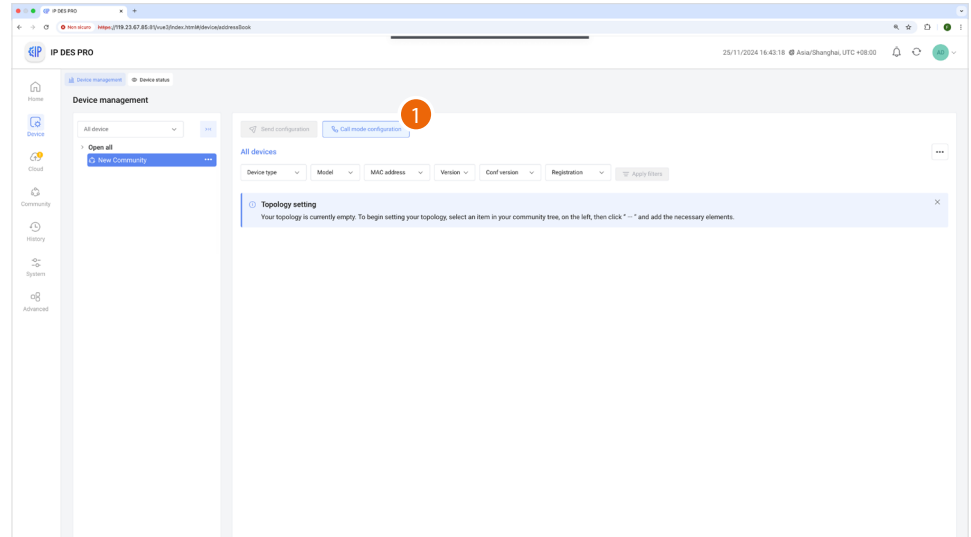 IP DES PRO
Non sicuro https://119.23.67.85:81/vue3/index.html#/device/addressBook
IP DES PRO
25/11/2024 16:43:18 Asia/Shanghai, UTC +08:00
AD
Device management
Device status
Home
Device management
Device
All device
Send configuration
Call mode configuration
1
Open all
New Community
All devices
Cloud
Device type
Model
MAC address
Version
Conf version
Registration
Apply filters
Community
Topology setting
Your topology is currently empty. To begin setting your topology, select an item in your community tree, on the left, then click " ··· " and add the necessary elements.
History
System
Advanced